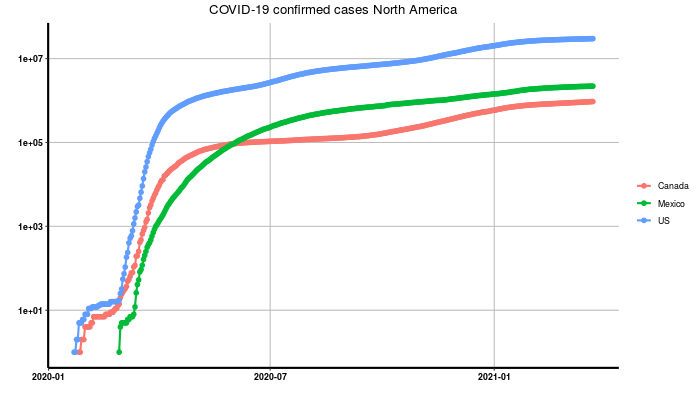 COVID-19 confirmed cases North America
1e+07
1e+05
1e+03
1e+01
2020-01
2020-07
2021-01
Canada
Mexico
US